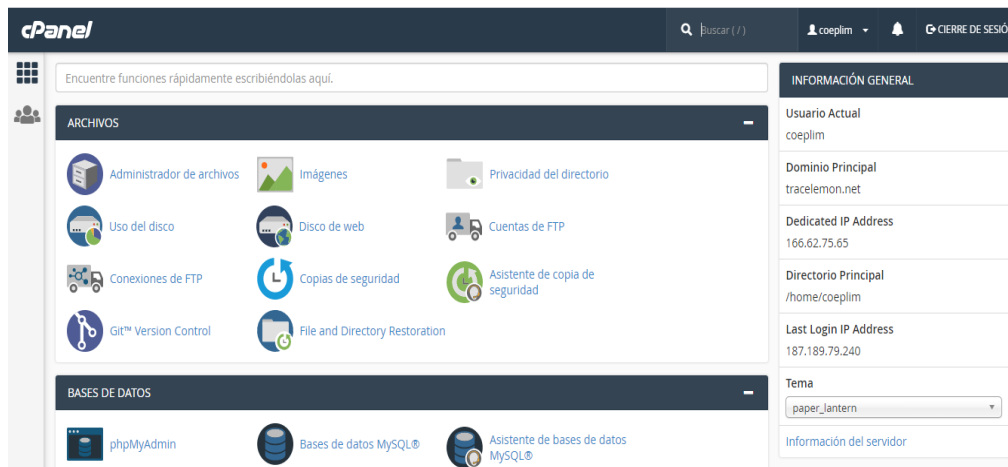 cPanel
Buscar ( / )
coeplim
CIERRE DE SESIÓ
Encuentre funciones rápidamente escribiéndolas aquí.
ARCHIVOS
Administrador de archivos
Imágenes
Privacidad del directorio
Uso del disco
Disco de web
Cuentas de FTP
Conexiones de FTP
Copias de seguridad
Asistente de copia de
seguridad
Git™ Version Control
File and Directory Restoration
BASES DE DATOS
phpMyAdmin
Bases de datos MySQL®
Asistente de bases de datos
MySQL®
INFORMACIÓN GENERAL
Usuario Actual
coeplim
Dominio Principal
tracelemon.net
Dedicated IP Address
166.62.75.65
Directorio Principal
/home/coeplim
Last Login IP Address
187.189.79.240
Tema
paper_lantern
Información del servidor